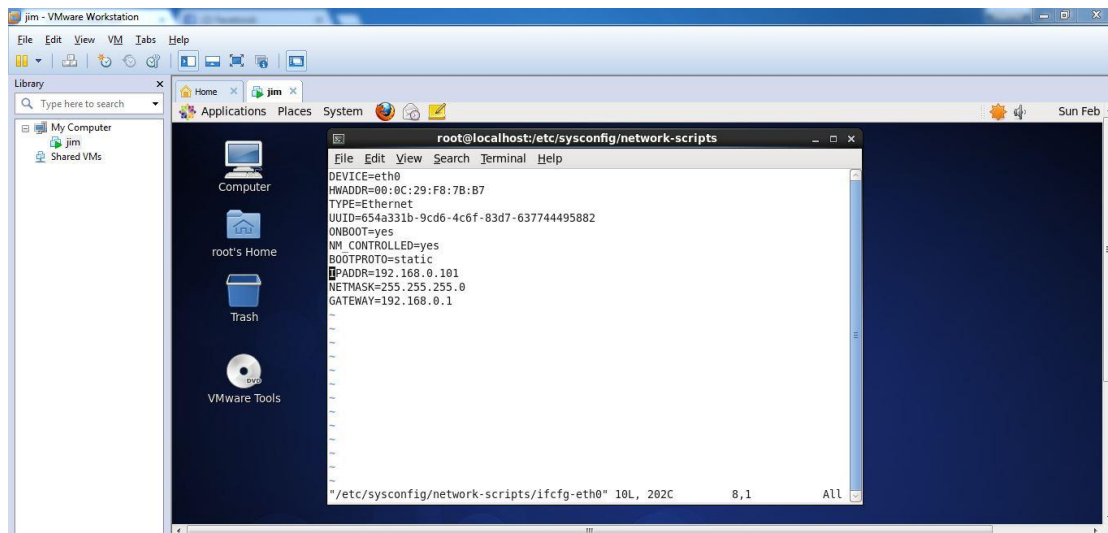 jim - VMware Workstation
File Edit View VM Tabs Help
Library
Type here to search
My Computer
jim
Shared VMs
Home jim
Applications Places System Sun Feb
Computer
root's Home
Trash
DVD
VMware Tools
root@localhost:/etc/sysconfig/network-scripts
File Edit View Search Terminal Help
DEVICE=eth0
HWADDR=00:0C:29:F8:7B:B7
TYPE=Ethernet
UUID=654a331b-9cd6-4c6f-83d7-637744495882
ONBOOT=yes
NM_CONTROLLED=yes
BOOTPROTO=static
IPADDR=192.168.0.101
NETMASK=255.255.255.0
GATEWAY=192.168.0.1
~
~
~
~
~
~
~
~
~
~
~
~
~
"/etc/sysconfig/network-scripts/ifcfg-eth0" 10L, 202C 8,1 All